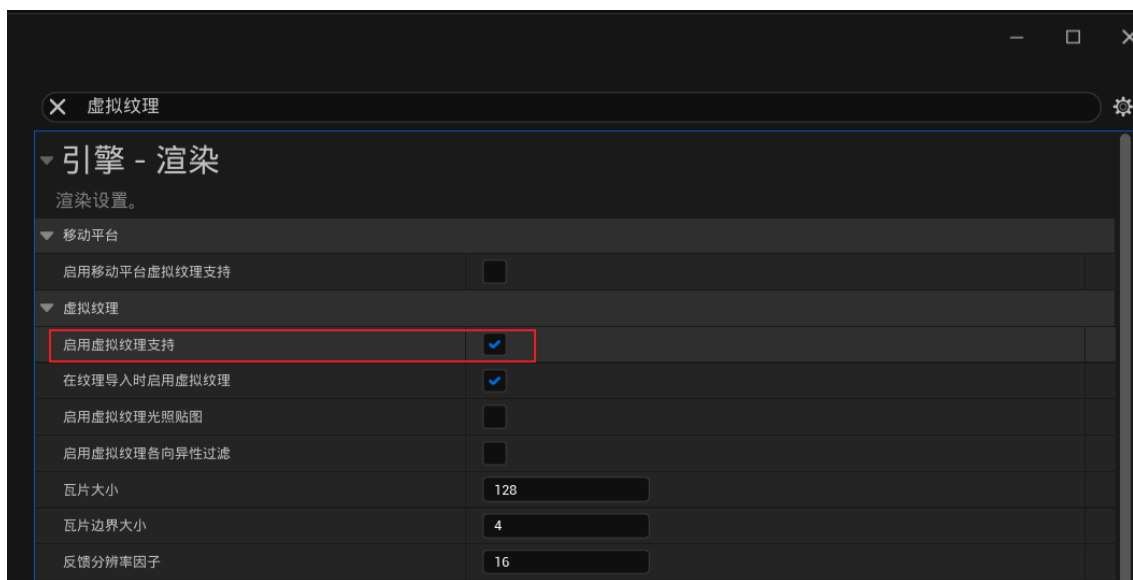 虚拟纹理
引擎 - 渲染
渲染设置。
移动平台
启用移动平台虚拟纹理支持
虚拟纹理
启用虚拟纹理支持
在纹理导入时启用虚拟纹理
启用虚拟纹理光照贴图
启用虚拟纹理各向异性过滤
瓦片大小 128
瓦片边界大小 4
反馈分辨率因子 16